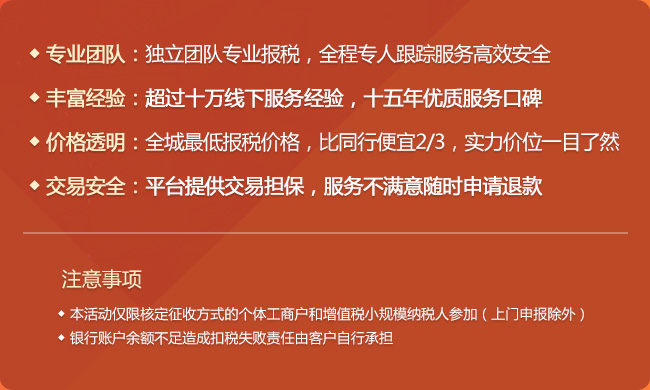 专业团队：独立团队专业报税，全程专人跟踪服务高效安全
丰富经验：超过十万线下服务经验，十五年优质服务口碑
价格透明：全城最低报税价格，比同行便宜2/3，实力价位一目了然
交易安全：平台提供交易担保，服务不满意随时申请退款
注意事项
本活动仅限核定征收方式的个体工商户和增值税小规模纳税人参加（上门申报除外）
银行账户余额不足造成扣税失败责任由客户自行承担